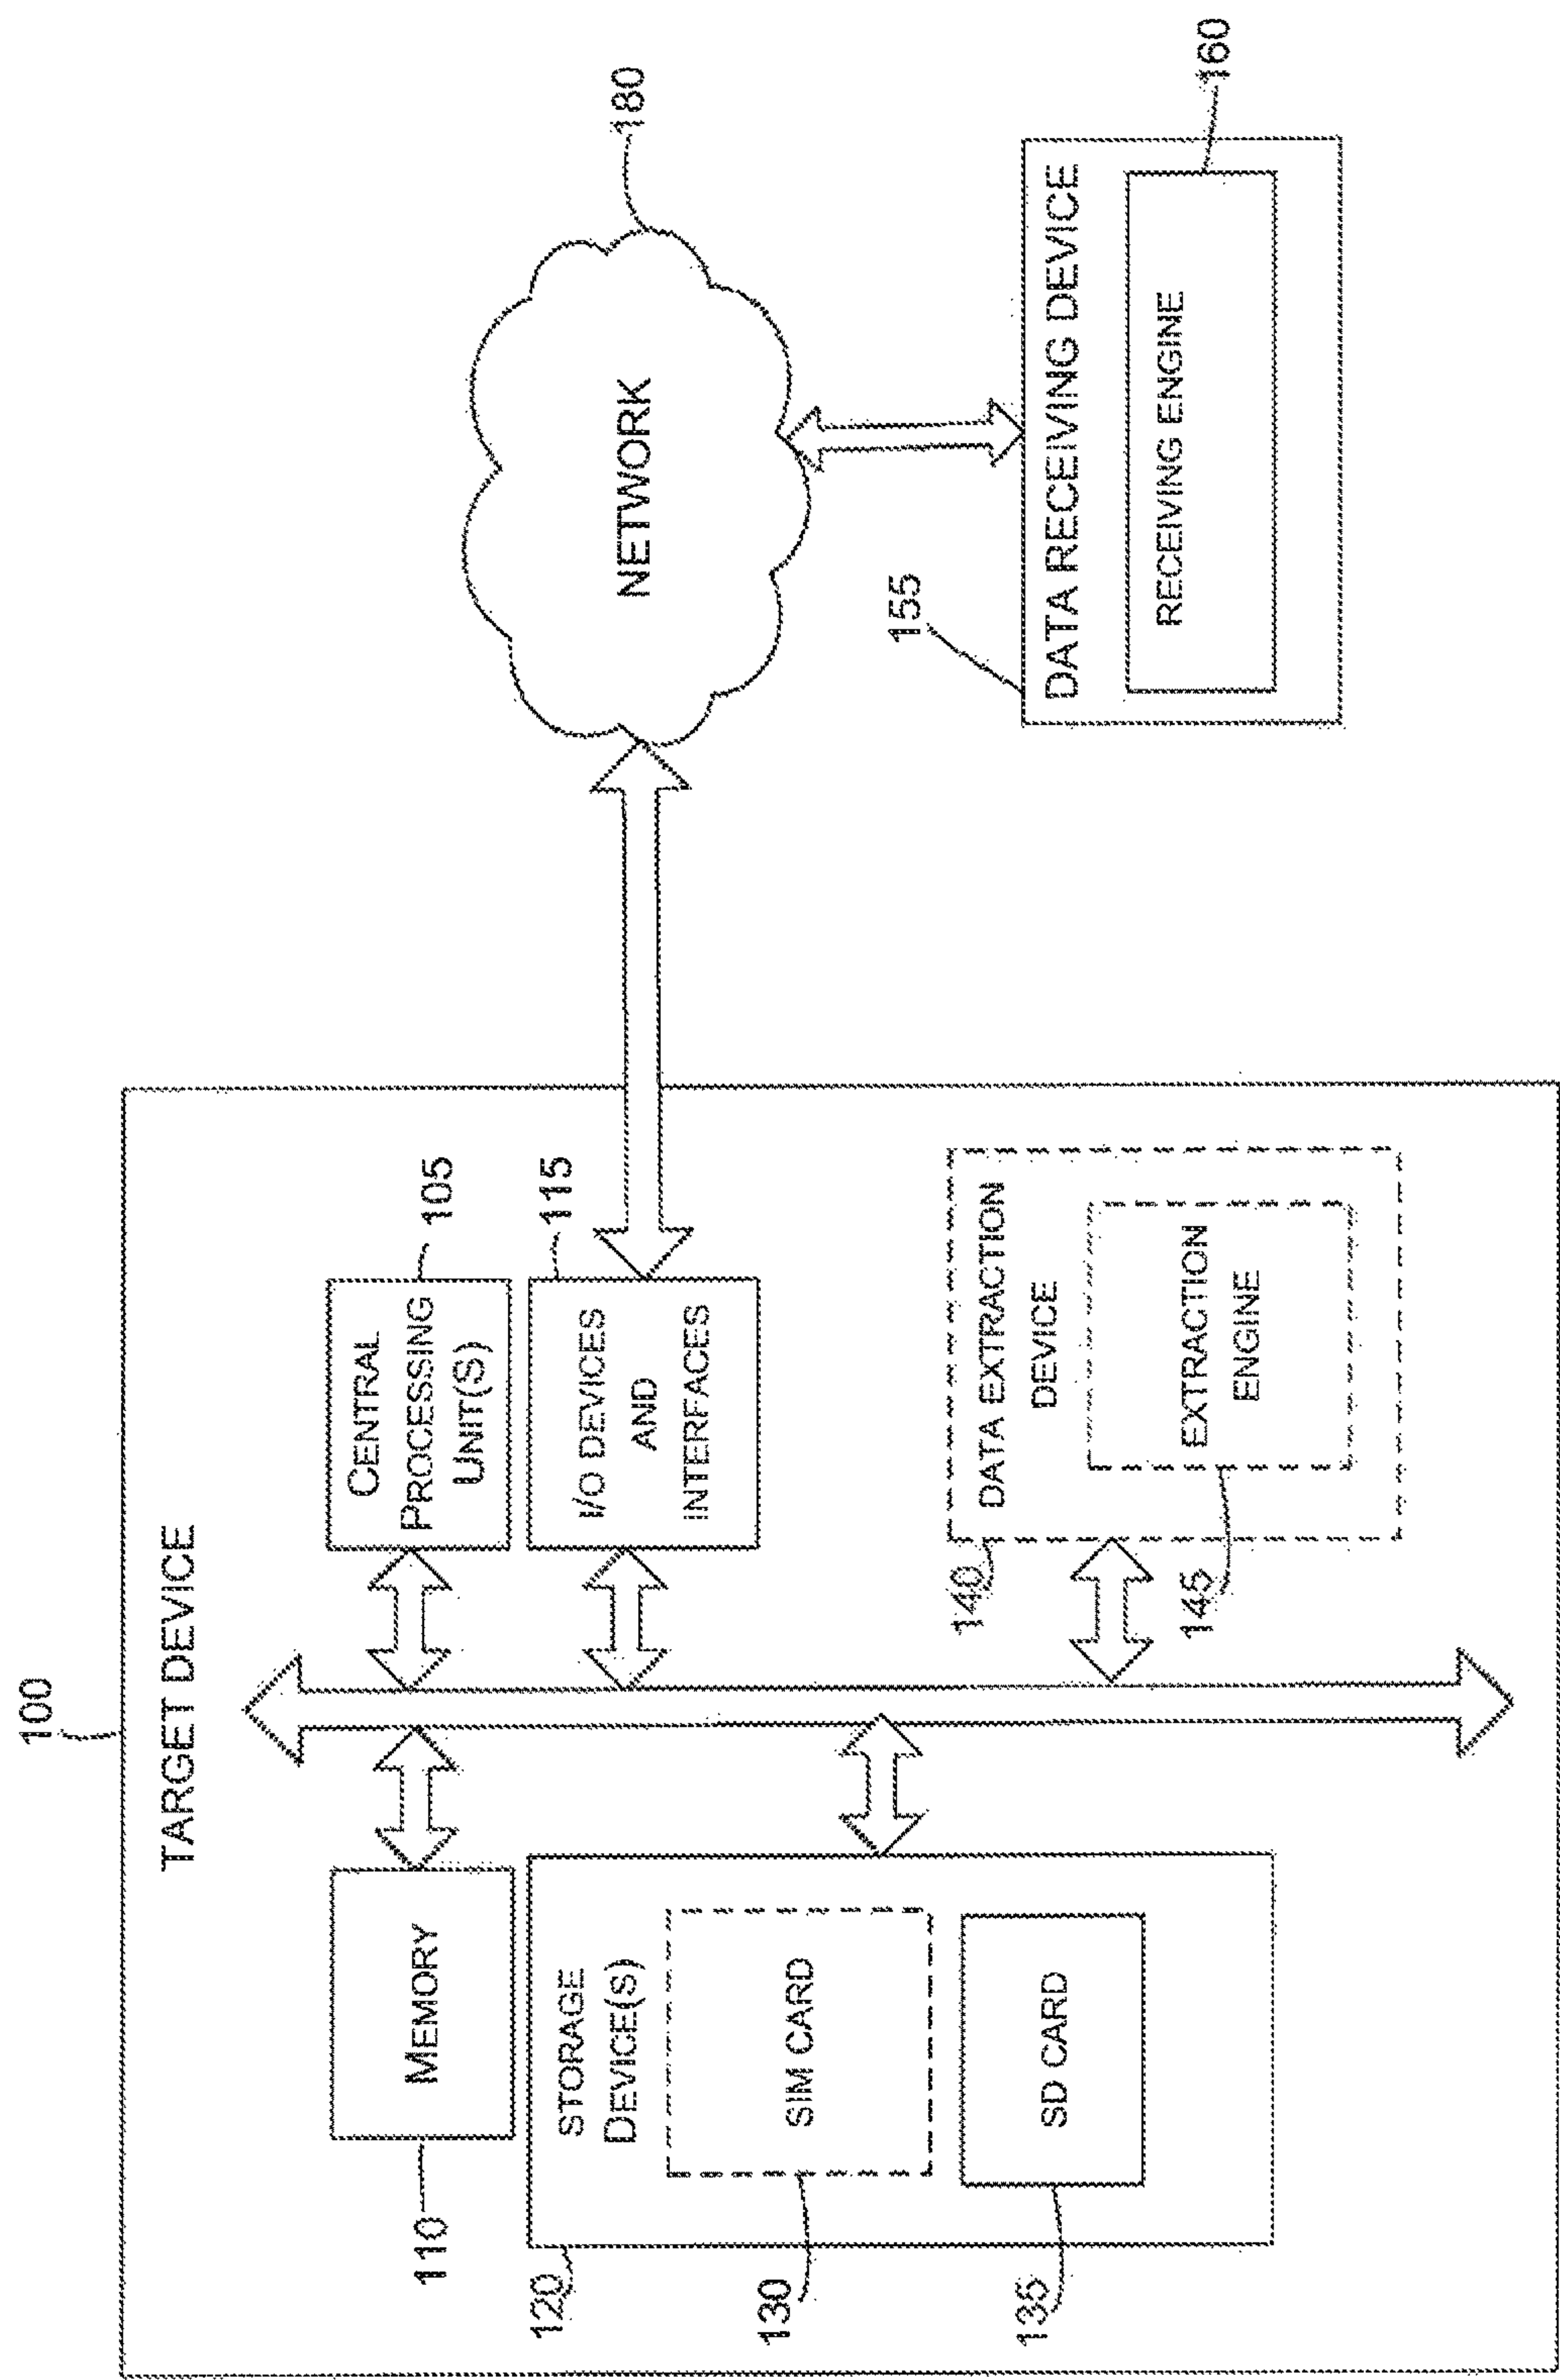 100
TARGET DEVICE
110
MEMORY
CENTRAL
PROCESSING
UNIT(S)
105
120
STORAGE
DEVICE(S)
I/O DEVICES
AND
INTERFACES
115
130
SIM CARD
135
SD CARD
140
DATA EXTRACTION
DEVICE
145
EXTRACTION
ENGINE
NETWORK
180
155
DATA RECEIVING DEVICE
RECEIVING ENGINE
160